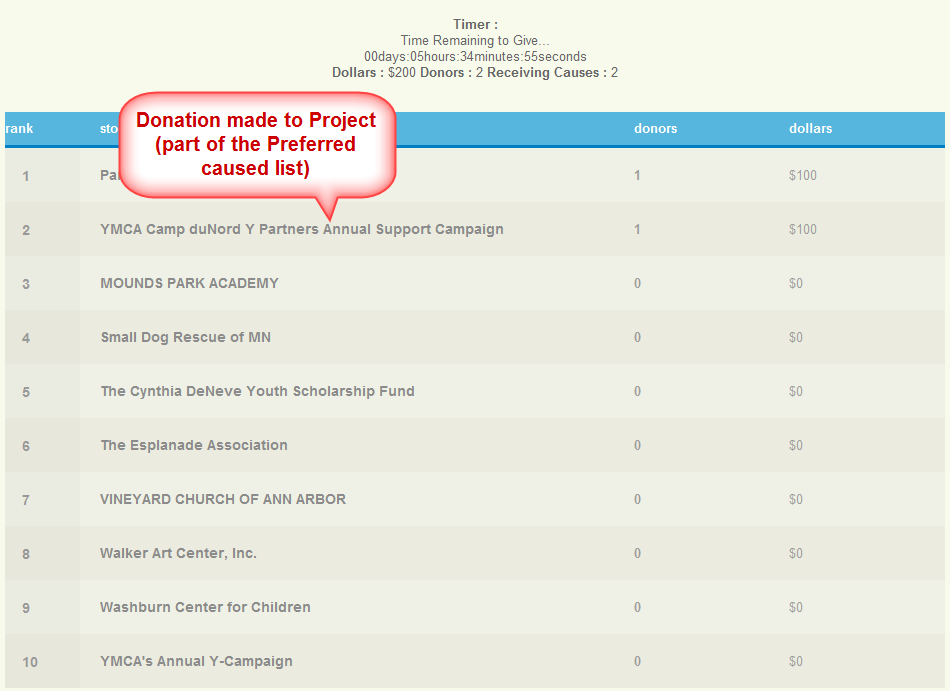 Timer :
Time Remaining to Give...
00days:05hours:34minutes:55seconds
Dollars : $200 Donors : 2 Receiving Causes : 2
rank donors dollars
Donation made to Project
(part of the Preferred
caused list)
1 1 $100
2 YMCA Camp duNord Y Partners Annual Support Campaign 1 $100
3 MOUNDS PARK ACADEMY 0 $0
4 Small Dog Rescue of MN 0 $0
5 The Cynthia DeNeve Youth Scholarship Fund 0 $0
6 The Esplanade Association 0 $0
7 VINEYARD CHURCH OF ANN ARBOR 0 $0
8 Walker Art Center, Inc. 0 $0
9 Washburn Center for Children 0 $0
10 YMCA's Annual Y-Campaign 0 $0